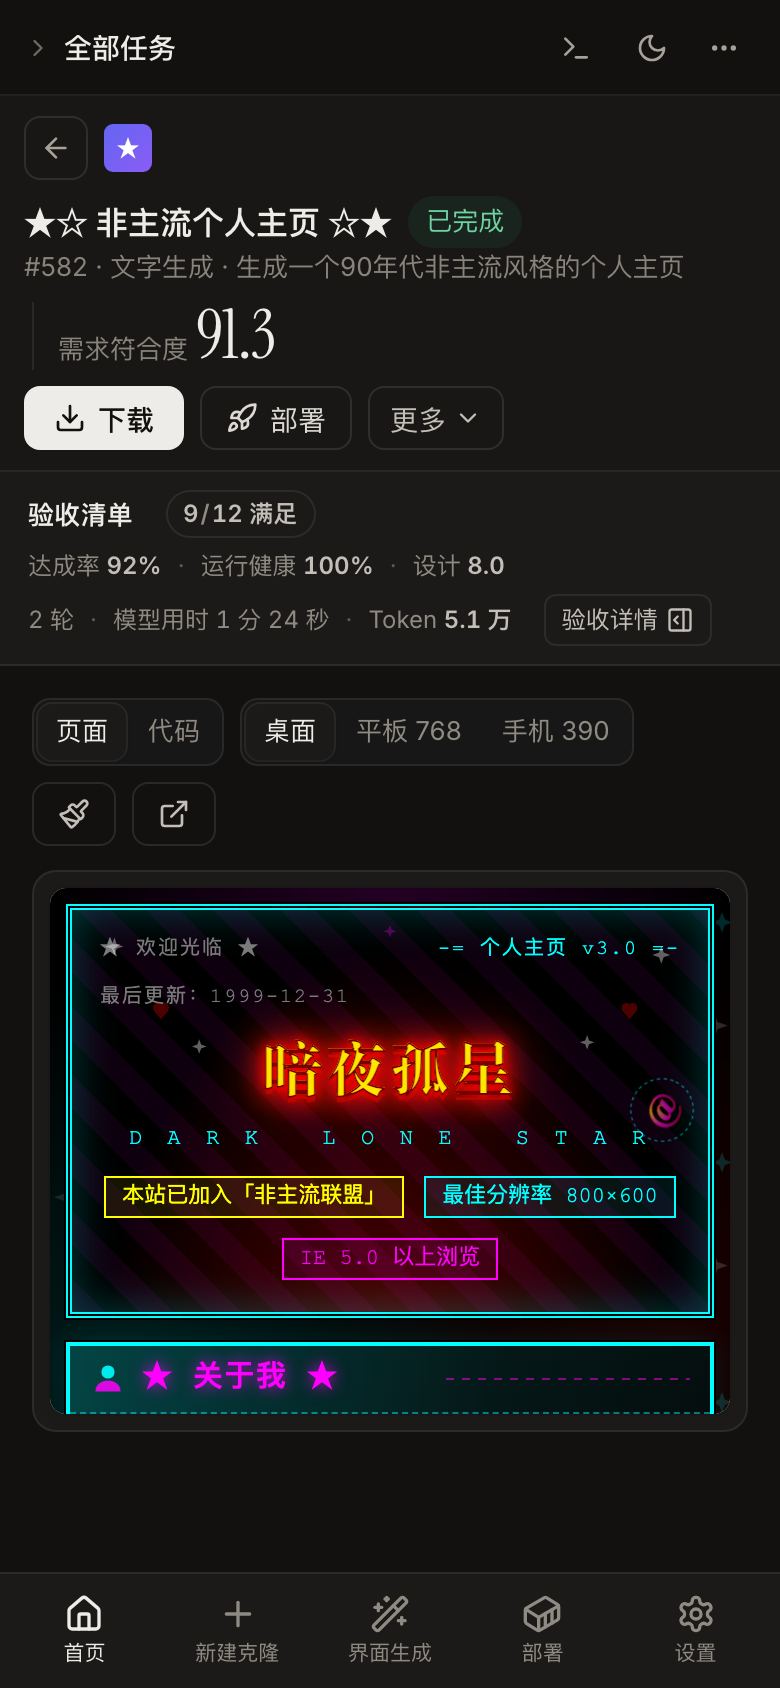 全部任务
★☆ 非主流个人主页 ☆★ 已完成
#582 · 文字生成 · 生成一个90年代非主流风格的个人主页
需求符合度 91.3
下载 部署 更多
验收清单 9/12 满足
达成率 92% · 运行健康 100% · 设计 8.0
2 轮 · 模型用时 1 分 24 秒 · Token 5.1 万 验收详情
页面 代码 桌面 平板 768 手机 390
★ 欢迎光临 ★ -= 个人主页 v3.0 =-
最后更新: 1999-12-31
暗夜孤星
DARK LONE STAR
本站已加入「非主流联盟」 最佳分辨率 800×600
IE 5.0 以上浏览
★ 关于我 ★
首页 新建克隆 界面生成 部署 设置